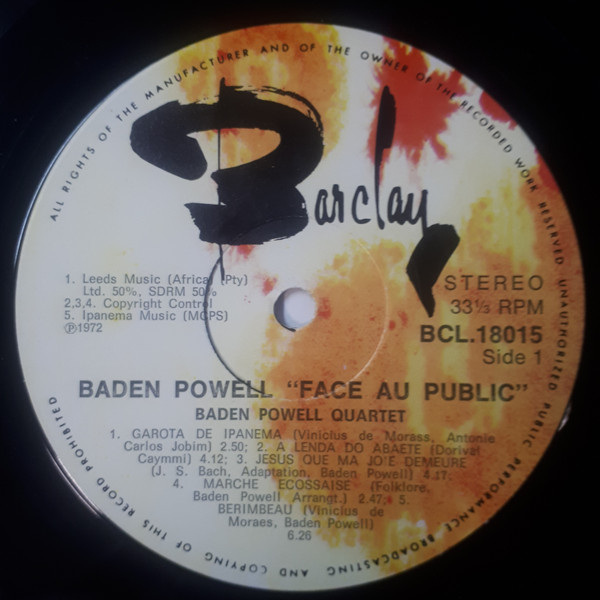 ALL RIGHTS OF THE MANUFACTURER AND OF THE OWNER OF THE RECORDED WORK RESERVED UNAUTHORIZED PUBLIC PERFORMANCE BROADCASTING AND COPYING OF THIS RECORD PROHIBITED
Barclay
1. Leeds Music (Africa) (Pty)
Ltd. 50%, SDRM 50%
2,3,4. Copyright Control
5. Ipanema Music (MCPS)
℗1972
STEREO
33⅓ RPM
BCL.18015
Side 1
BADEN POWELL "FACE AU PUBLIC"
BADEN POWELL QUARTET
1. GAROTA DE IPANEMA (Vinicius de Morass, Antonie
Carlos Jobim) 2.50; 2. A LENDA DO ABAETE (Dorival
Caymmi) 4.12; 3. JESUS QUE MA JOIE DEMEURE
(J. S. Bach, Adaptation, Baden Powell) 4.17;
4. MARCHE ECOSSAISE (Folklore,
Baden Powell Arrangt.) 2.47; 5.
BERIMBEAU (Vinicius de
Moraes, Baden Powell)
6.26